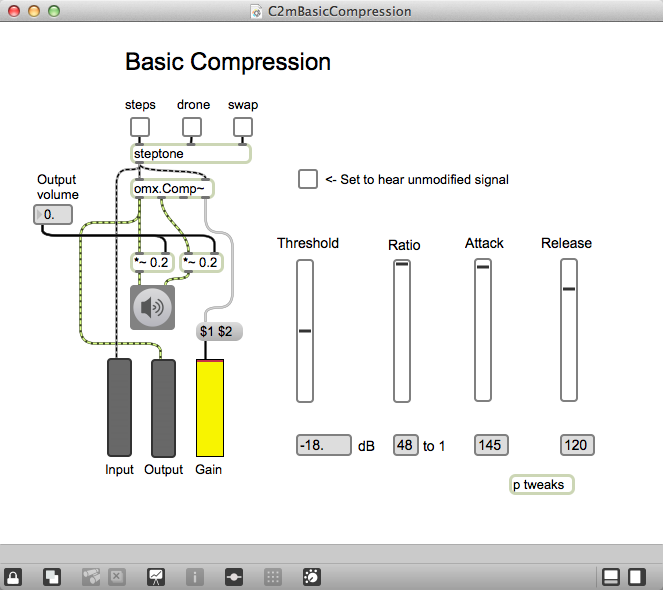 C2mBasicCompression
Basic Compression
steps drone swap
steptone
Output
volume
0.
omx.Comp~
<- Set to hear unmodified signal
Threshold Ratio Attack Release
*~ 0.2 *~ 0.2
$1 $2
-18. dB 48 to 1 145 120
Input Output Gain
p tweaks